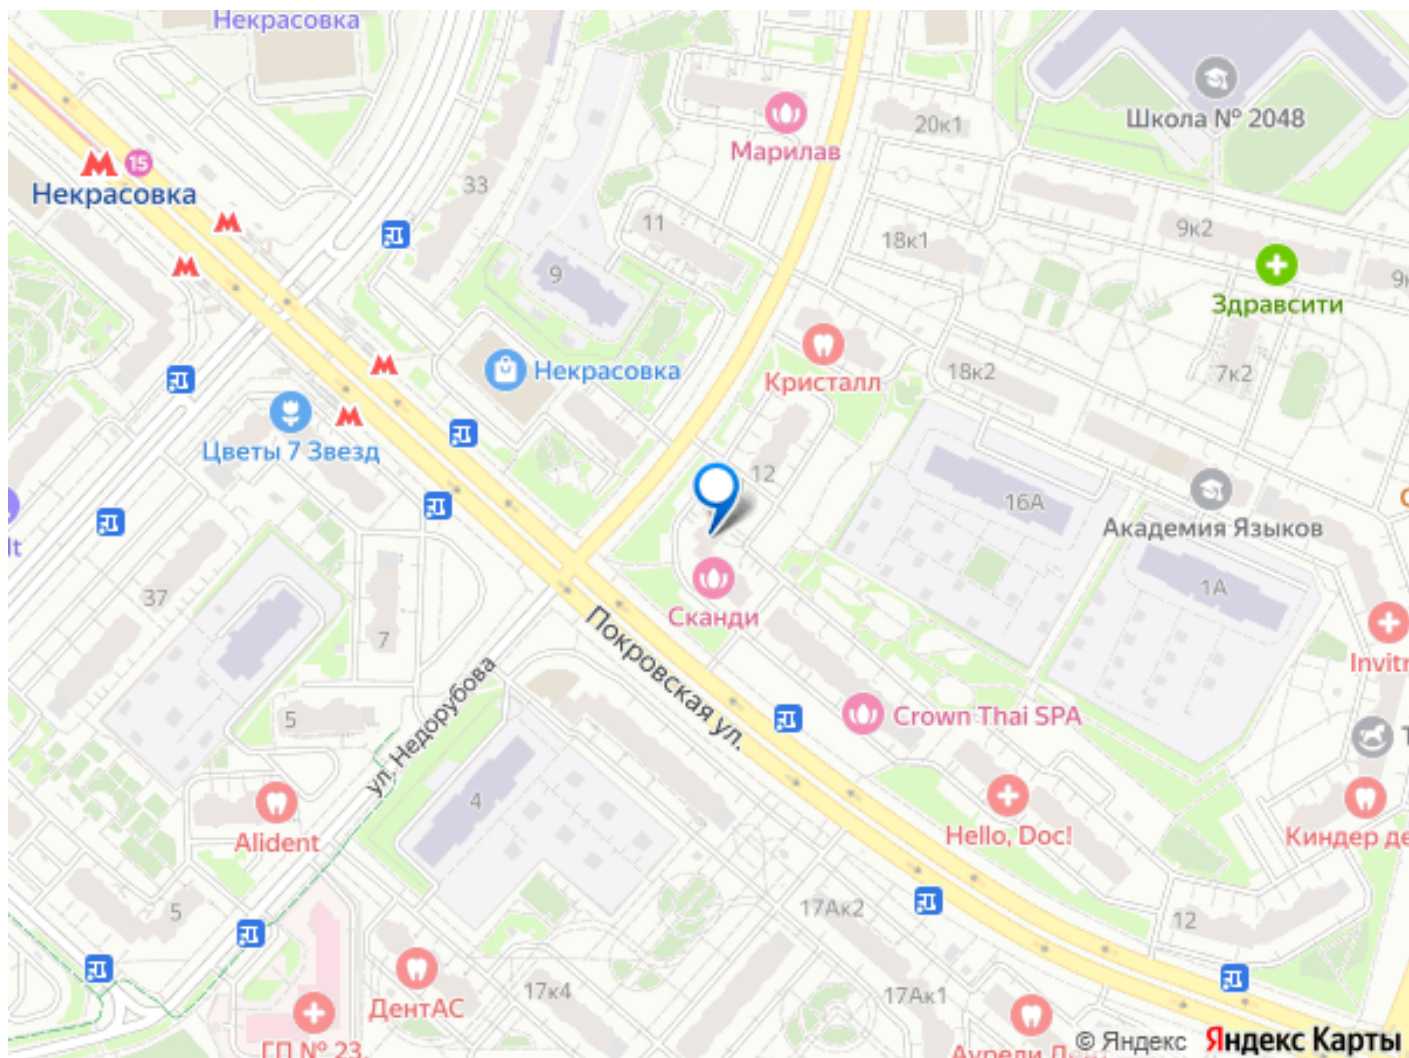 Некрасовка
Школа № 2048
20к1
Марилав
15
Некрасовка
33
11
9к2
18к1
9
Здравсити
Некрасовка
Кристалл
18к2
7к2
Цветы 7 Звезд
12
16А
Академия Языков
lt
1А
37
Сканди
7
Покровская ул.
ул. Недорубова
5
Crown Thai SPA
4
Alident
Hello, Doc!
Киндер де
5
17Ак2
12
17к4
17Ак1
ДентАС
ГП № 23,
© Яндекс
Яндекс Карты